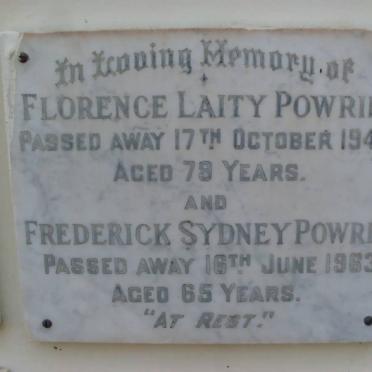 In Loving Memory of
FLORENCE LAITY POWRIE
PASSED AWAY 17TH OCTOBER 194
AGED 79 YEARS.
AND
FREDERICK SYDNEY POWRI
PASSED AWAY 16TH JUNE 1963
AGED 65 YEARS.
"AT REST."